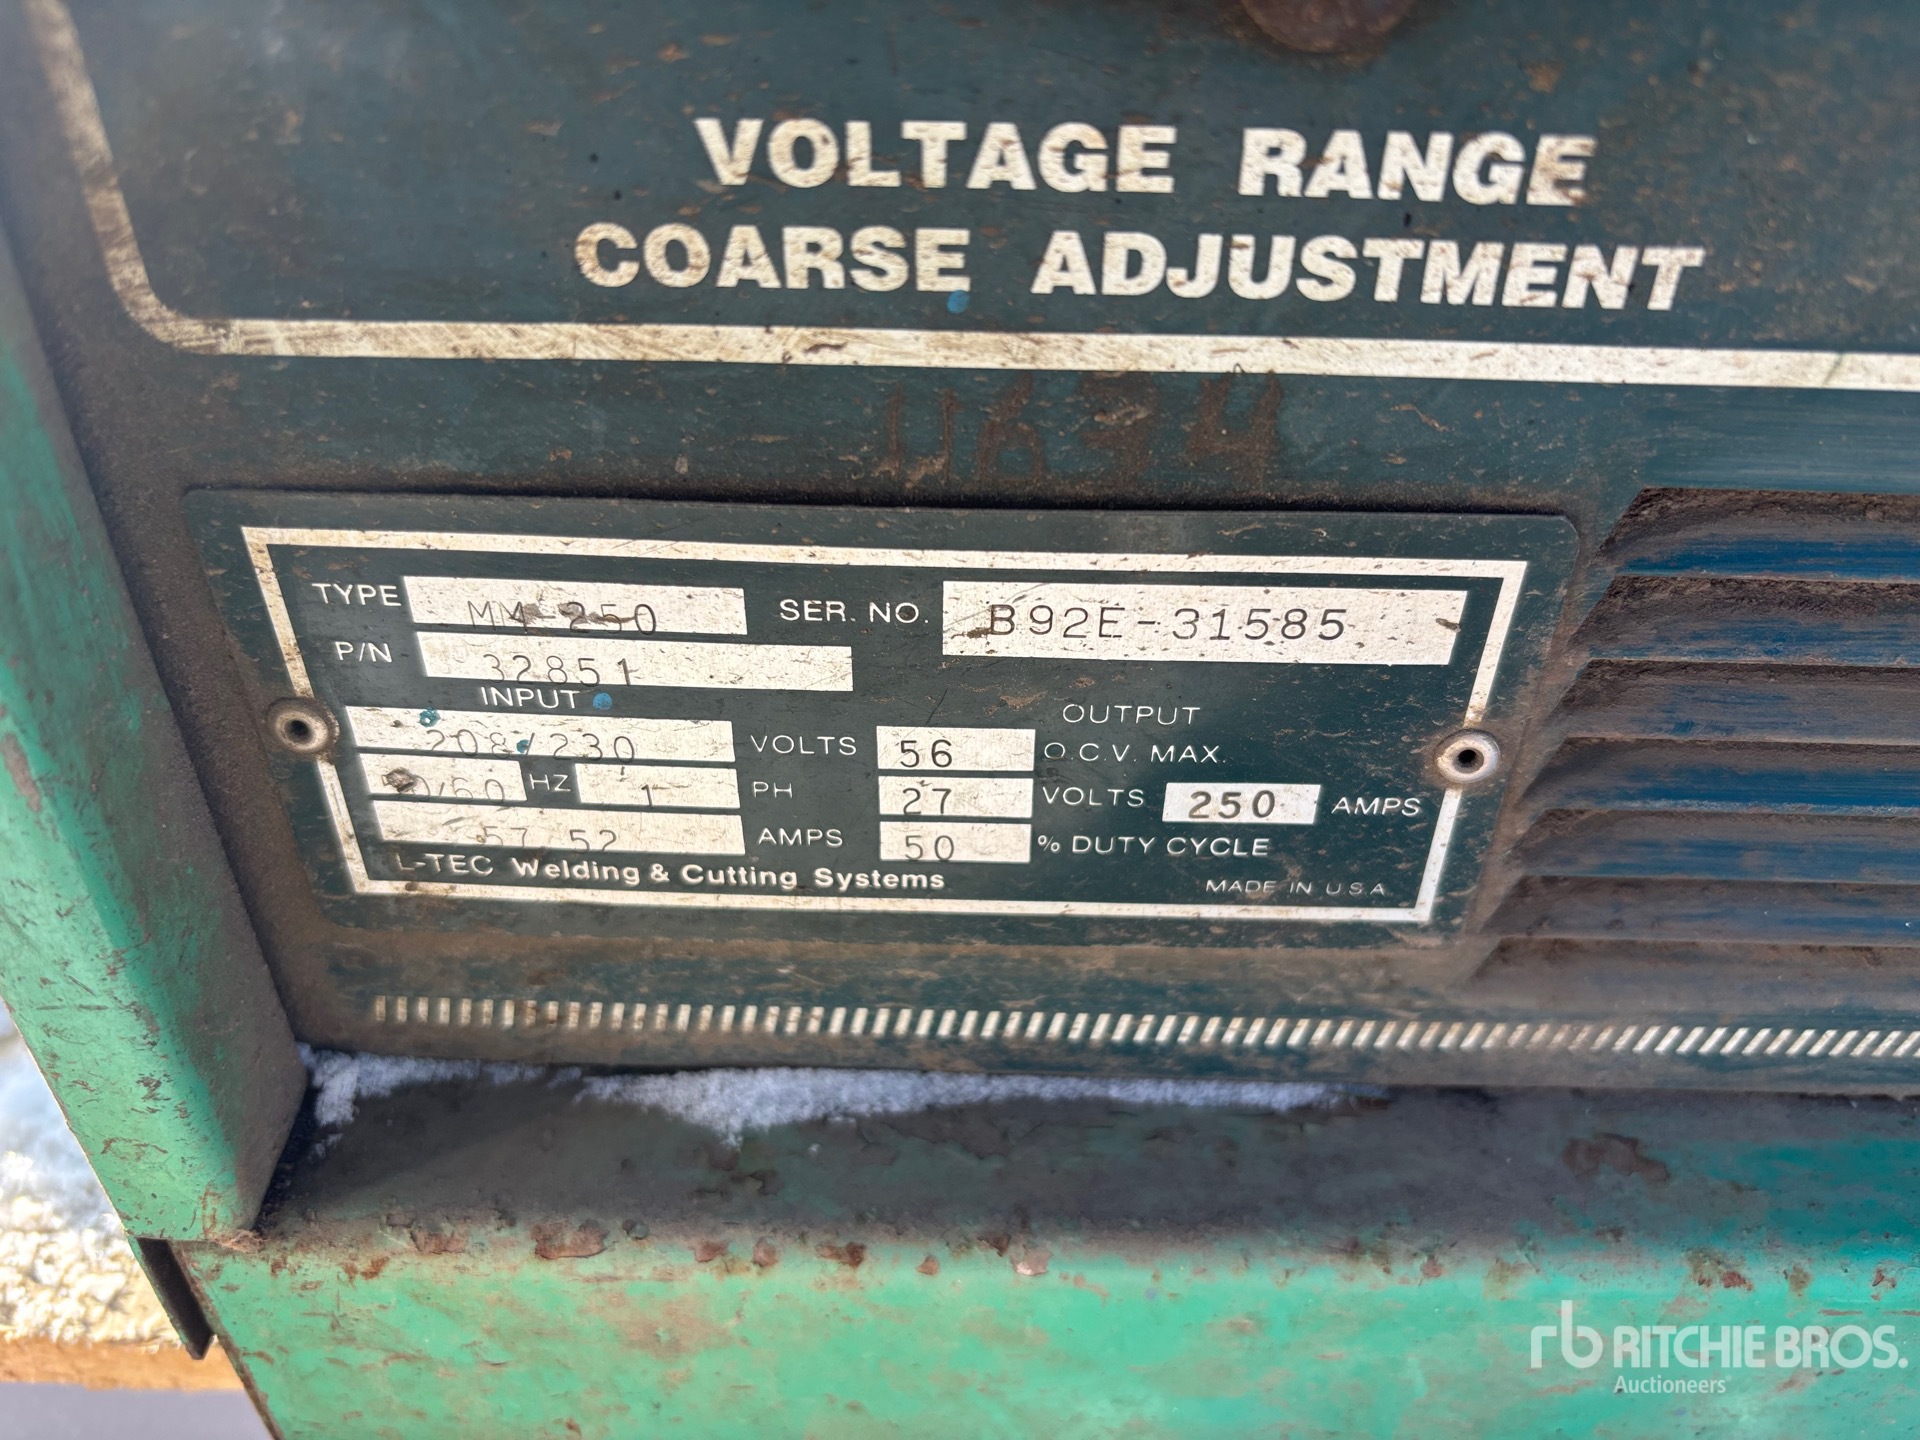 VOLTAGE RANGE
COARSE ADJUSTMENT
TYPE MM-250 SER. NO. B92E-31585
P/N 32851
INPUT OUTPUT
208/230 VOLTS 56 O.C.V. MAX.
/60 HZ 1 PH 27 VOLTS 250 AMPS
57 52 AMPS 50 % DUTY CYCLE
L-TEC Welding & Cutting Systems MADE IN U.S.A.
rb RITCHIE BROS.
Auctioneers